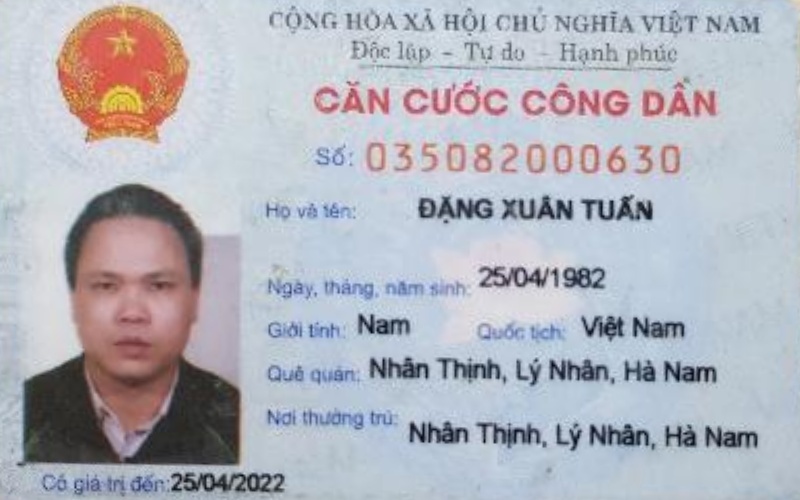 CỘNG HÒA XÃ HỘI CHỦ NGHĨA VIỆT NAM
Độc lập - Tự do - Hạnh phúc
CĂN CƯỚC CÔNG DÂN
Số: 035082000630
Họ và tên: ĐẶNG XUÂN TUẤN
Ngày, tháng, năm sinh: 25/04/1982
Giới tính: Nam Quốc tịch: Việt Nam
Quê quán: Nhân Thịnh, Lý Nhân, Hà Nam
Nơi thường trú: Nhân Thịnh, Lý Nhân, Hà Nam
Có giá trị đến: 25/04/2022